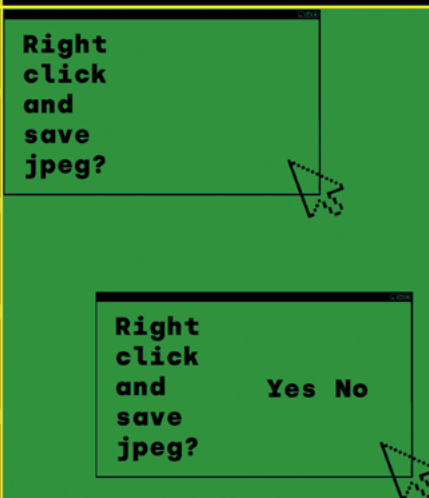 Right
click
and
save
jpeg?
Right
click
and
Yes No
save
jpeg?